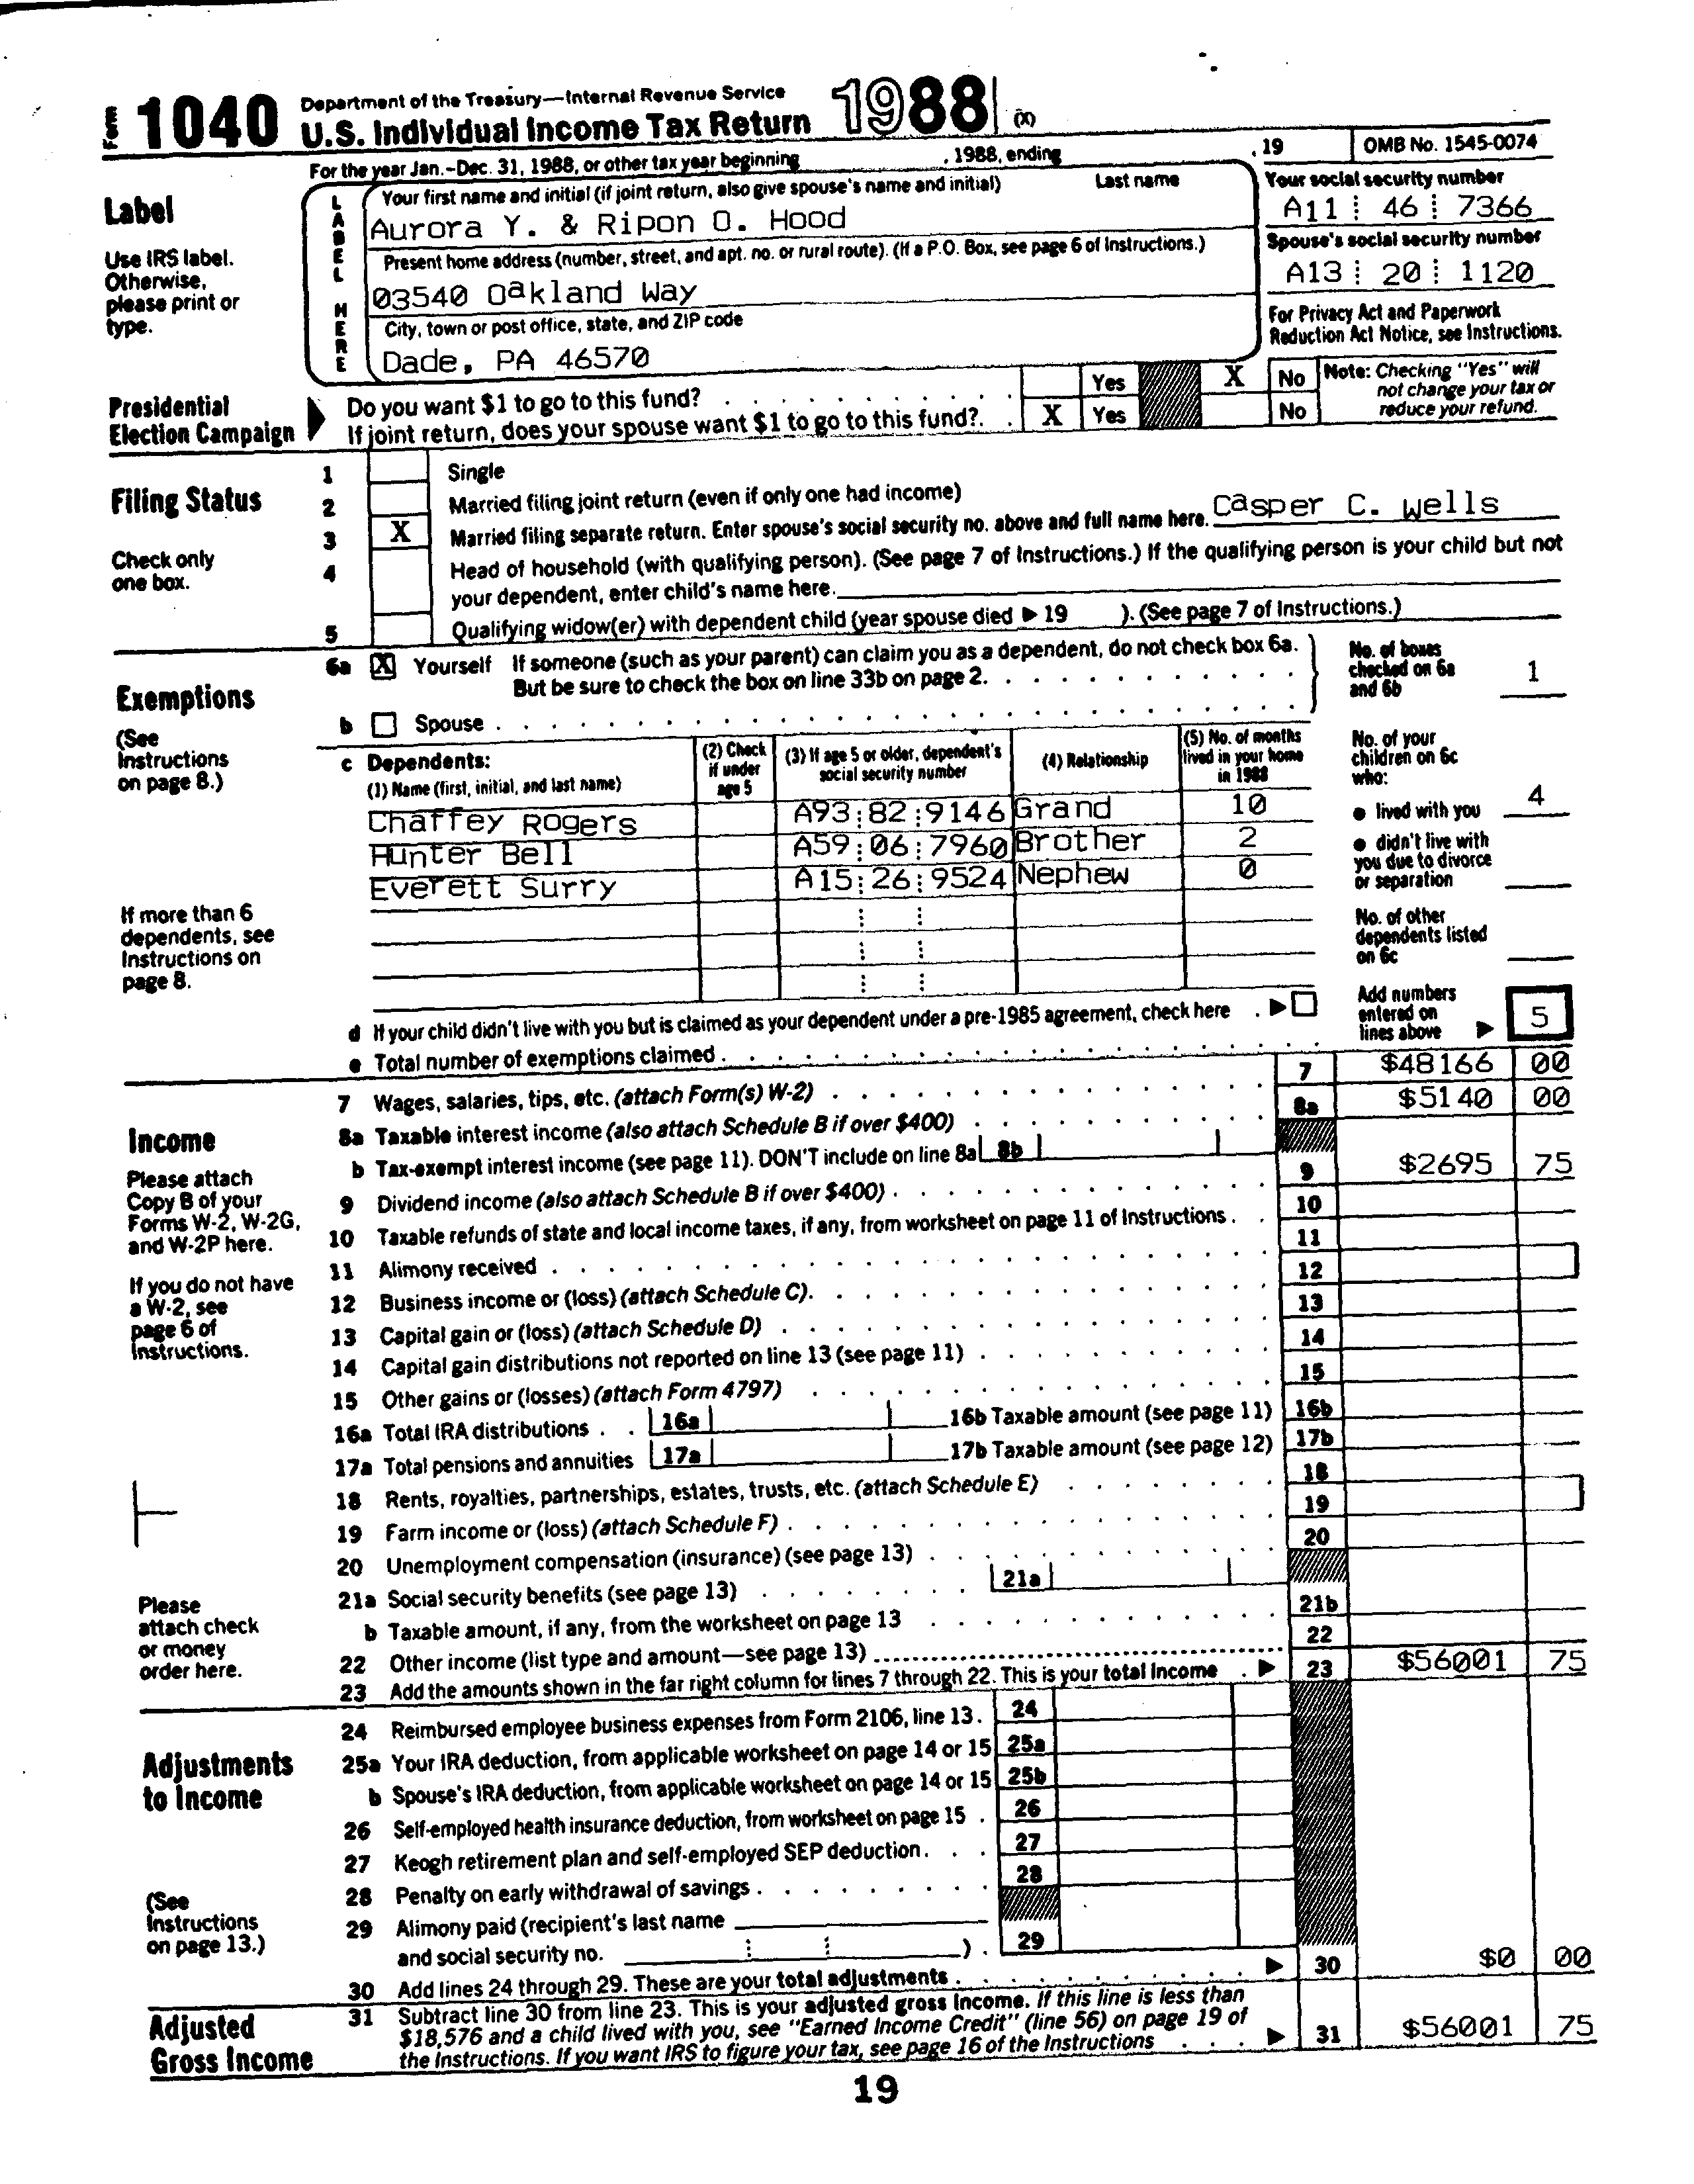 Form 1040 Department of the Treasury—Internal Revenue Service
U.S. Individual Income Tax Return 1988 (X)
For the year Jan.-Dec. 31, 1988, or other tax year beginning , 1988, ending , 19 OMB No. 1545-0074
Label
Use IRS label. Otherwise, please print or type.
LABEL HERE
Your first name and initial (if joint return, also give spouse's name and initial) Last name
Aurora Y. & Ripon O. Hood
Your social security number
A11 46 7366
Present home address (number, street, and apt. no. or rural route). (If a P.O. Box, see page 6 of Instructions.)
03540 Oakland Way
Spouse's social security number
A13 20 1120
City, town or post office, state, and ZIP code
Dade, PA 46570
For Privacy Act and Paperwork
Reduction Act Notice, see Instructions.
Presidential
Election Campaign
Do you want $1 to go to this fund? Yes X No
If joint return, does your spouse want $1 to go to this fund? X Yes No
Note: Checking "Yes" will
not change your tax or
reduce your refund.
Filing Status
Check only
one box.
1 Single
2 Married filing joint return (even if only one had income)
3 X Married filing separate return. Enter spouse's social security no. above and full name here. Casper C. Wells
4 Head of household (with qualifying person). (See page 7 of Instructions.) If the qualifying person is your child but not
your dependent, enter child's name here.
5 Qualifying widow(er) with dependent child (year spouse died ▶ 19 ). (See page 7 of Instructions.)
Exemptions
(See
Instructions
on page 8.)
6a X Yourself If someone (such as your parent) can claim you as a dependent, do not check box 6a.
But be sure to check the box on line 33b on page 2.
b Spouse
No. of boxes
checked on 6a
and 6b 1
c Dependents:
(1) Name (first, initial, and last name)
(2) Check
if under
age 5
(3) If age 5 or older, dependent's
social security number
(4) Relationship
(5) No. of months
lived in your home
in 1988
Chaffey Rogers A93 82 9146 Grand 10
Hunter Bell A59 06 7960 Brother 2
Everett Surry A15 26 9524 Nephew 0
No. of your
children on 6c
who:
● lived with you 4
● didn't live with
you due to divorce
or separation
No. of other
dependents listed
on 6c
If more than 6
dependents, see
Instructions on
page 8.
d If your child didn't live with you but is claimed as your dependent under a pre-1985 agreement, check here ▶
e Total number of exemptions claimed
Add numbers
entered on
lines above ▶ 5
Income
Please attach
Copy B of your
Forms W-2, W-2G,
and W-2P here.
If you do not have
a W-2, see
page 6 of
Instructions.
7 Wages, salaries, tips, etc. (attach Form(s) W-2) 7 $48166 00
8a Taxable interest income (also attach Schedule B if over $400) 8a $5140 00
b Tax-exempt interest income (see page 11). DON'T include on line 8a 8b
9 Dividend income (also attach Schedule B if over $400) 9 $2695 75
10 Taxable refunds of state and local income taxes, if any, from worksheet on page 11 of Instructions 10
11 Alimony received 11
12 Business income or (loss) (attach Schedule C) 12
13 Capital gain or (loss) (attach Schedule D) 13
14 Capital gain distributions not reported on line 13 (see page 11) 14
15 Other gains or (losses) (attach Form 4797) 15
16a Total IRA distributions 16a 16b Taxable amount (see page 11) 16b
17a Total pensions and annuities 17a 17b Taxable amount (see page 12) 17b
18 Rents, royalties, partnerships, estates, trusts, etc. (attach Schedule E) 18
19 Farm income or (loss) (attach Schedule F) 19
20 Unemployment compensation (insurance) (see page 13) 20
21a Social security benefits (see page 13) 21a
b Taxable amount, if any, from the worksheet on page 13 21b
22 Other income (list type and amount—see page 13) 22
23 Add the amounts shown in the far right column for lines 7 through 22. This is your total income ▶ 23 $56001 75
Please
attach check
or money
order here.
Adjustments
to Income
(See
Instructions
on page 13.)
24 Reimbursed employee business expenses from Form 2106, line 13. 24
25a Your IRA deduction, from applicable worksheet on page 14 or 15 25a
b Spouse's IRA deduction, from applicable worksheet on page 14 or 15 25b
26 Self-employed health insurance deduction, from worksheet on page 15 26
27 Keogh retirement plan and self-employed SEP deduction 27
28 Penalty on early withdrawal of savings 28
29 Alimony paid (recipient's last name
and social security no. ) 29
30 Add lines 24 through 29. These are your total adjustments ▶ 30 $0 00
Adjusted
Gross Income
31 Subtract line 30 from line 23. This is your adjusted gross income. If this line is less than
$18,576 and a child lived with you, see "Earned Income Credit" (line 56) on page 19 of
the Instructions. If you want IRS to figure your tax, see page 16 of the Instructions ▶ 31 $56001 75
19